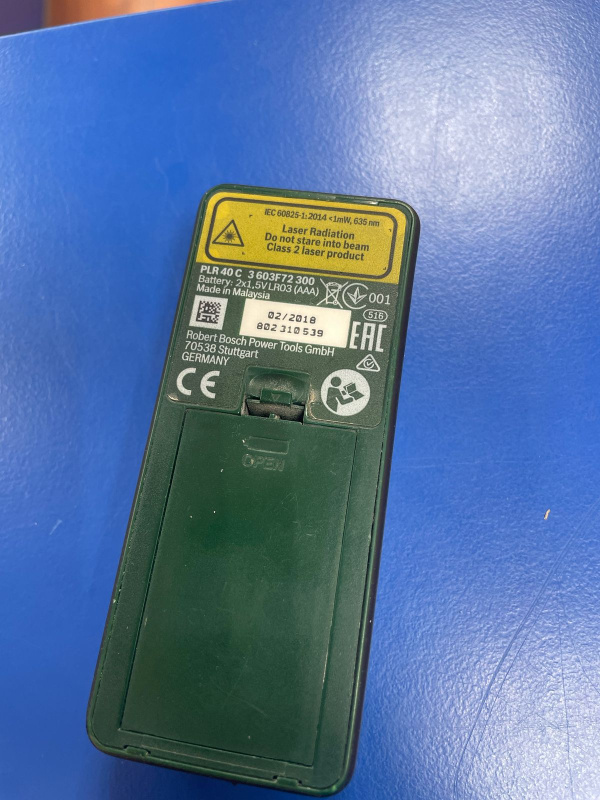 IEC 60825-1: 2014 <1mW, 635 nm
Laser Radiation
Do not stare into beam
Class 2 laser product
PLR 40 C 3 603F72 300
Battery: 2x1,5V LR03 (AAA)
Made in Malaysia
001
516
02/2018
802310539
EAC
Robert Bosch Power Tools GmbH
70538 Stuttgart
GERMANY
CE
OPEN